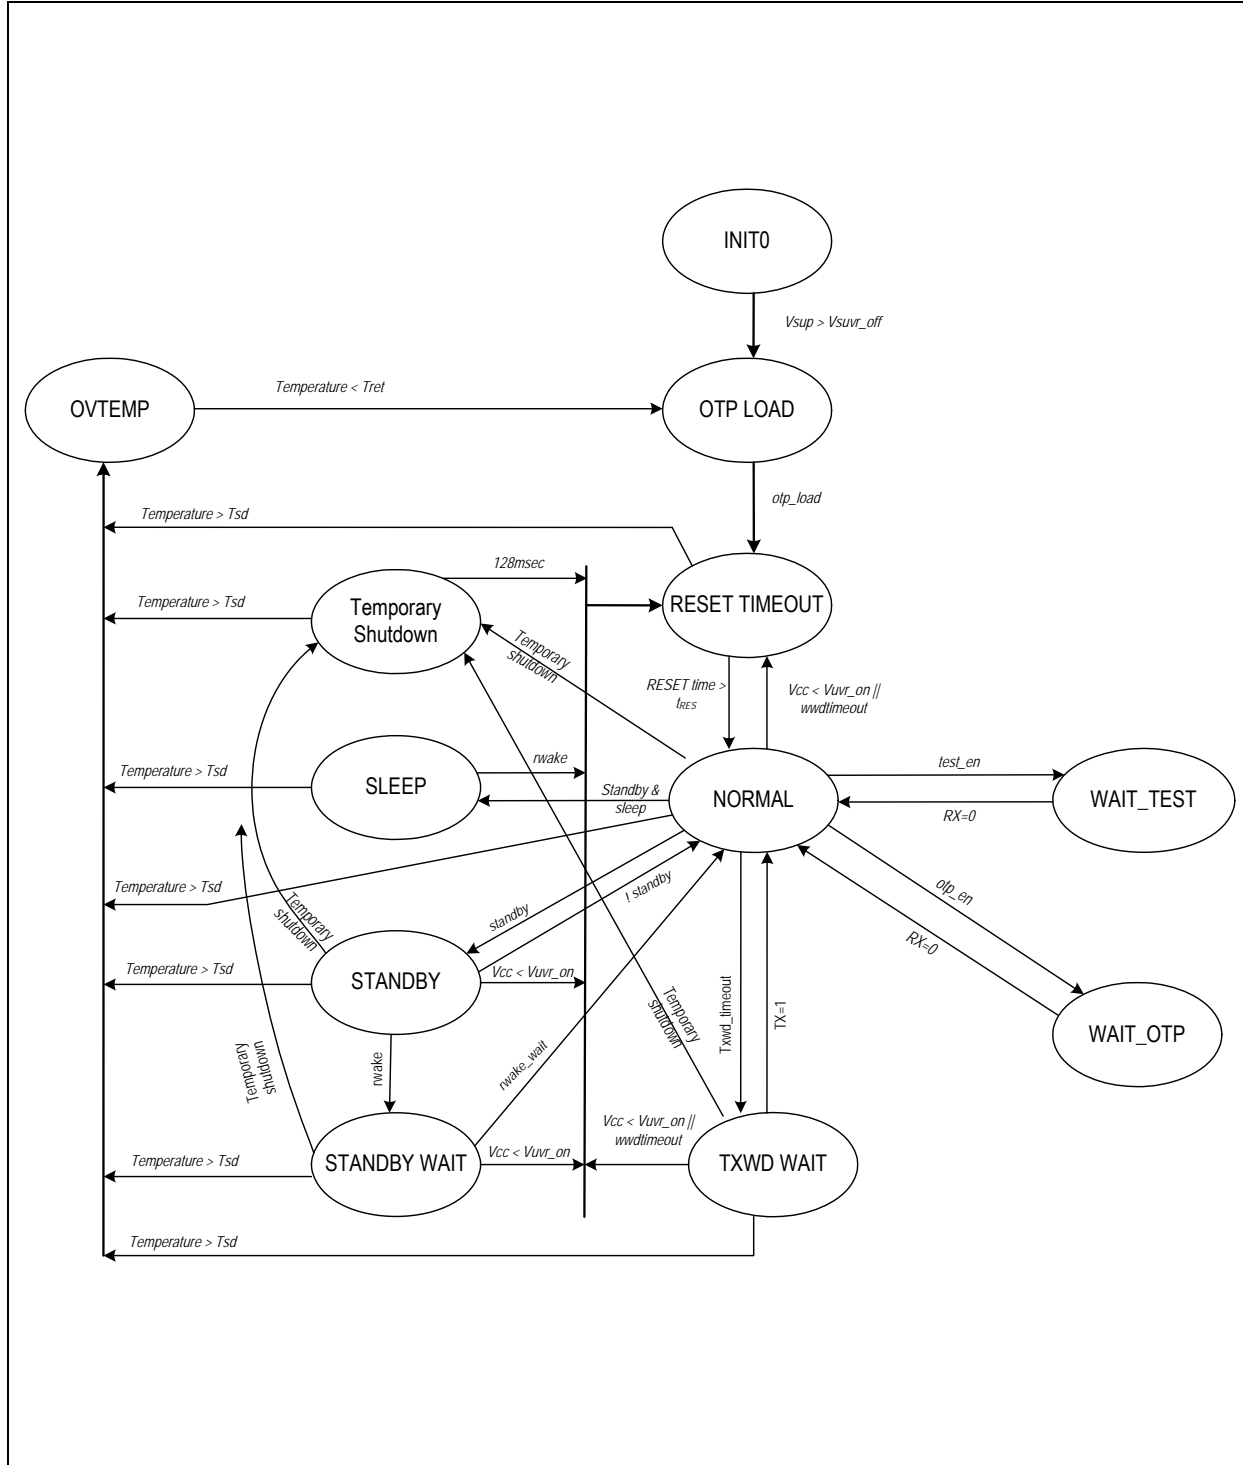 INIT0
Vsup > Vsuvr_off
OVTEMP
Temperature < Tret
OTP LOAD
otp_load
Temperature > Tsd
128msec
Temporary
Shutdown
Temperature > Tsd
RESET TIMEOUT
Temporary
shutdown
RESET time >
tRES
Vcc < Vuvr_on ||
wwdtimeout
Temperature > Tsd
SLEEP
rwake
Standby &
sleep
NORMAL
test_en
RX=0
WAIT_TEST
Temperature > Tsd
Temporary
shutdown
standby
! standby
otp_en
RX=0
Temperature > Tsd
STANDBY
Vcc < Vuvr_on
Temporary
shutdown
Txwd_timeout
TX=1
WAIT_OTP
Temporary
shutdown
rwake
rwake_wait
Vcc < Vuvr_on ||
wwdtimeout
Temperature > Tsd
STANDBY WAIT
Vcc < Vuvr_on
TXWD WAIT
Temperature > Tsd